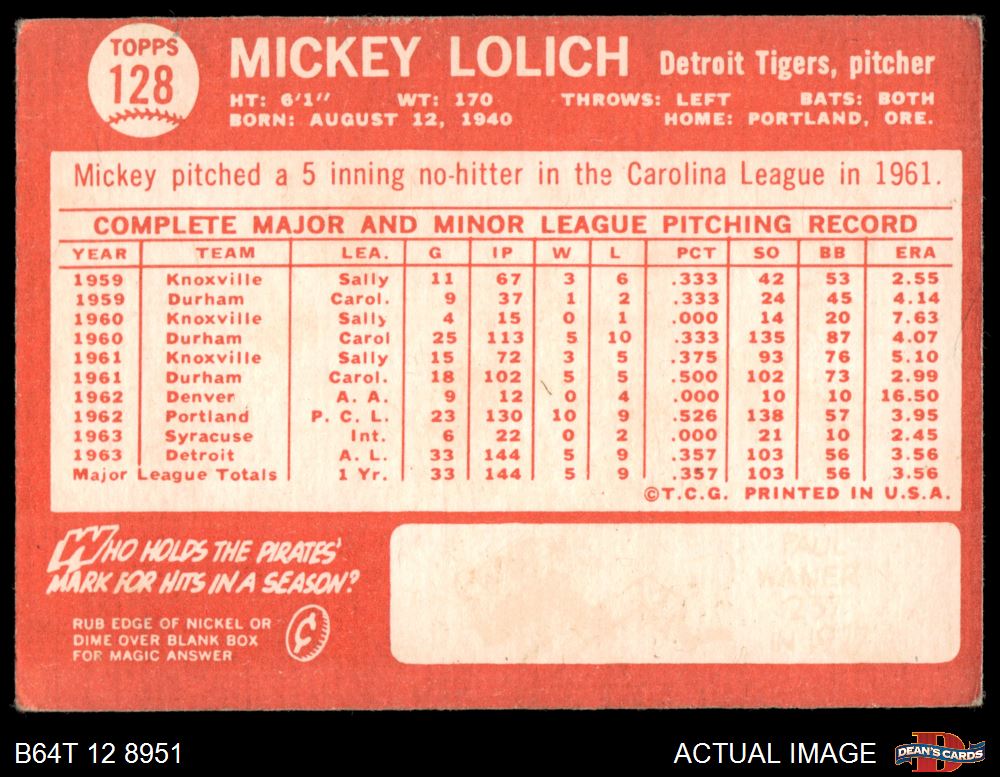 TOPPS
128
MICKEY LOLICH Detroit Tigers, pitcher
HT: 6'1" WT: 170 THROWS: LEFT BATS: BOTH
BORN: AUGUST 12, 1940 HOME: PORTLAND, ORE.
Mickey pitched a 5 inning no-hitter in the Carolina League in 1961.
COMPLETE MAJOR AND MINOR LEAGUE PITCHING RECORD
YEAR TEAM LEA. G IP W L PCT SO BB ERA
1959 Knoxville Sally 11 67 3 6 .333 42 53 2.55
1959 Durham Carol. 9 37 1 2 .333 24 45 4.14
1960 Knoxville Sally 4 15 0 1 .000 14 20 7.63
1960 Durham Carol 25 113 5 10 .333 135 87 4.07
1961 Knoxville Sally 15 72 3 5 .375 93 76 5.10
1961 Durham Carol. 18 102 5 5 .500 102 73 2.99
1962 Denver A. A. 9 12 0 4 .000 10 10 16.50
1962 Portland P. C. L. 23 130 10 9 .526 138 57 3.95
1963 Syracuse Int. 6 22 0 2 .000 21 10 2.45
1963 Detroit A. L. 33 144 5 9 .357 103 56 3.56
Major League Totals 1 Yr. 33 144 5 9 .357 103 56 3.56
©T.C.G. PRINTED IN U.S.A.
WHO HOLDS THE PIRATES'
MARK FOR HITS IN A SEASON?
RUB EDGE OF NICKEL OR
DIME OVER BLANK BOX
FOR MAGIC ANSWER
¢
PAUL
WANER
IN
B64T 12 8951
ACTUAL IMAGE
D
DEAN'S CARDS